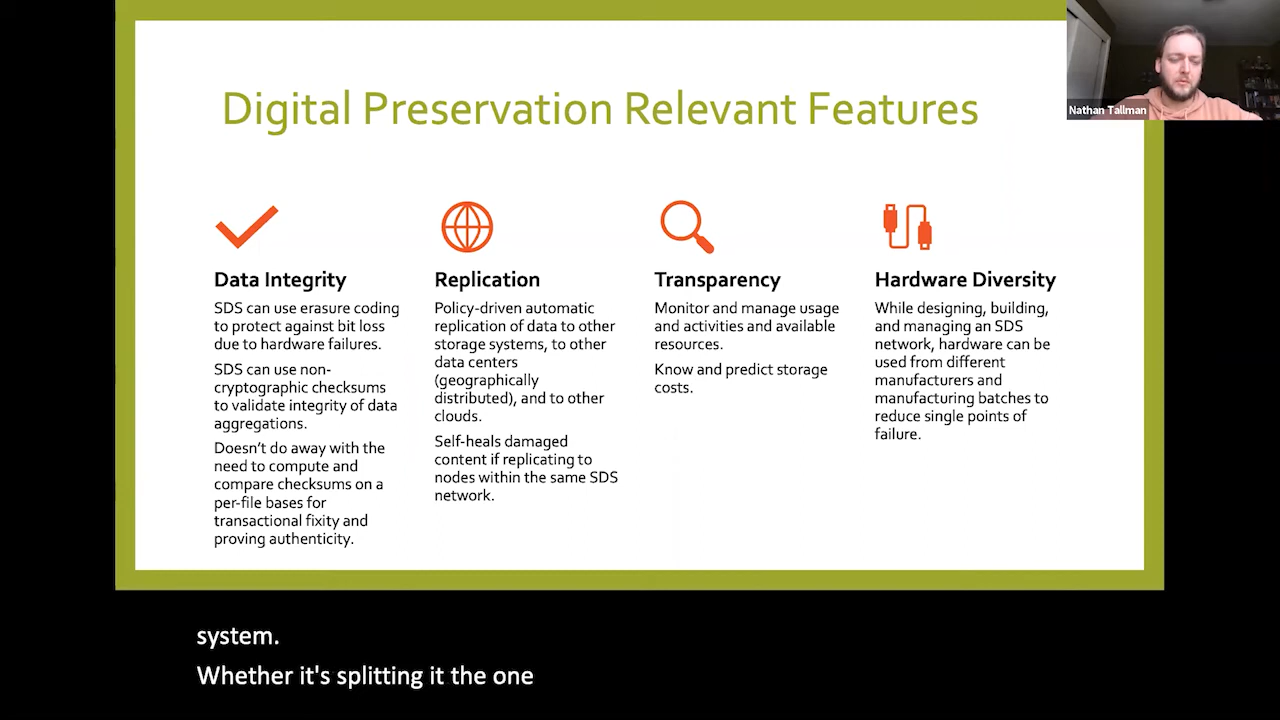 Digital Preservation Relevant Features
Nathan Tallman
Data Integrity
SDS can use erasure coding
to protect against bit loss
due to hardware failures.
SDS can use non-
cryptographic checksums
to validate integrity of data
aggregations.
Doesn't do away with the
need to compute and
compare checksums on a
per-file bases for
transactional fixity and
proving authenticity.
Replication
Policy-driven automatic
replication of data to other
storage systems, to other
data centers
(geographically
distributed), and to other
clouds.
Self-heals damaged
content if replicating to
nodes within the same SDS
network.
Transparency
Monitor and manage usage
and activities and available
resources.
Know and predict storage
costs.
Hardware Diversity
While designing, building,
and managing an SDS
network, hardware can be
used from different
manufacturers and
manufacturing batches to
reduce single points of
failure.
system.
Whether it's splitting it the one